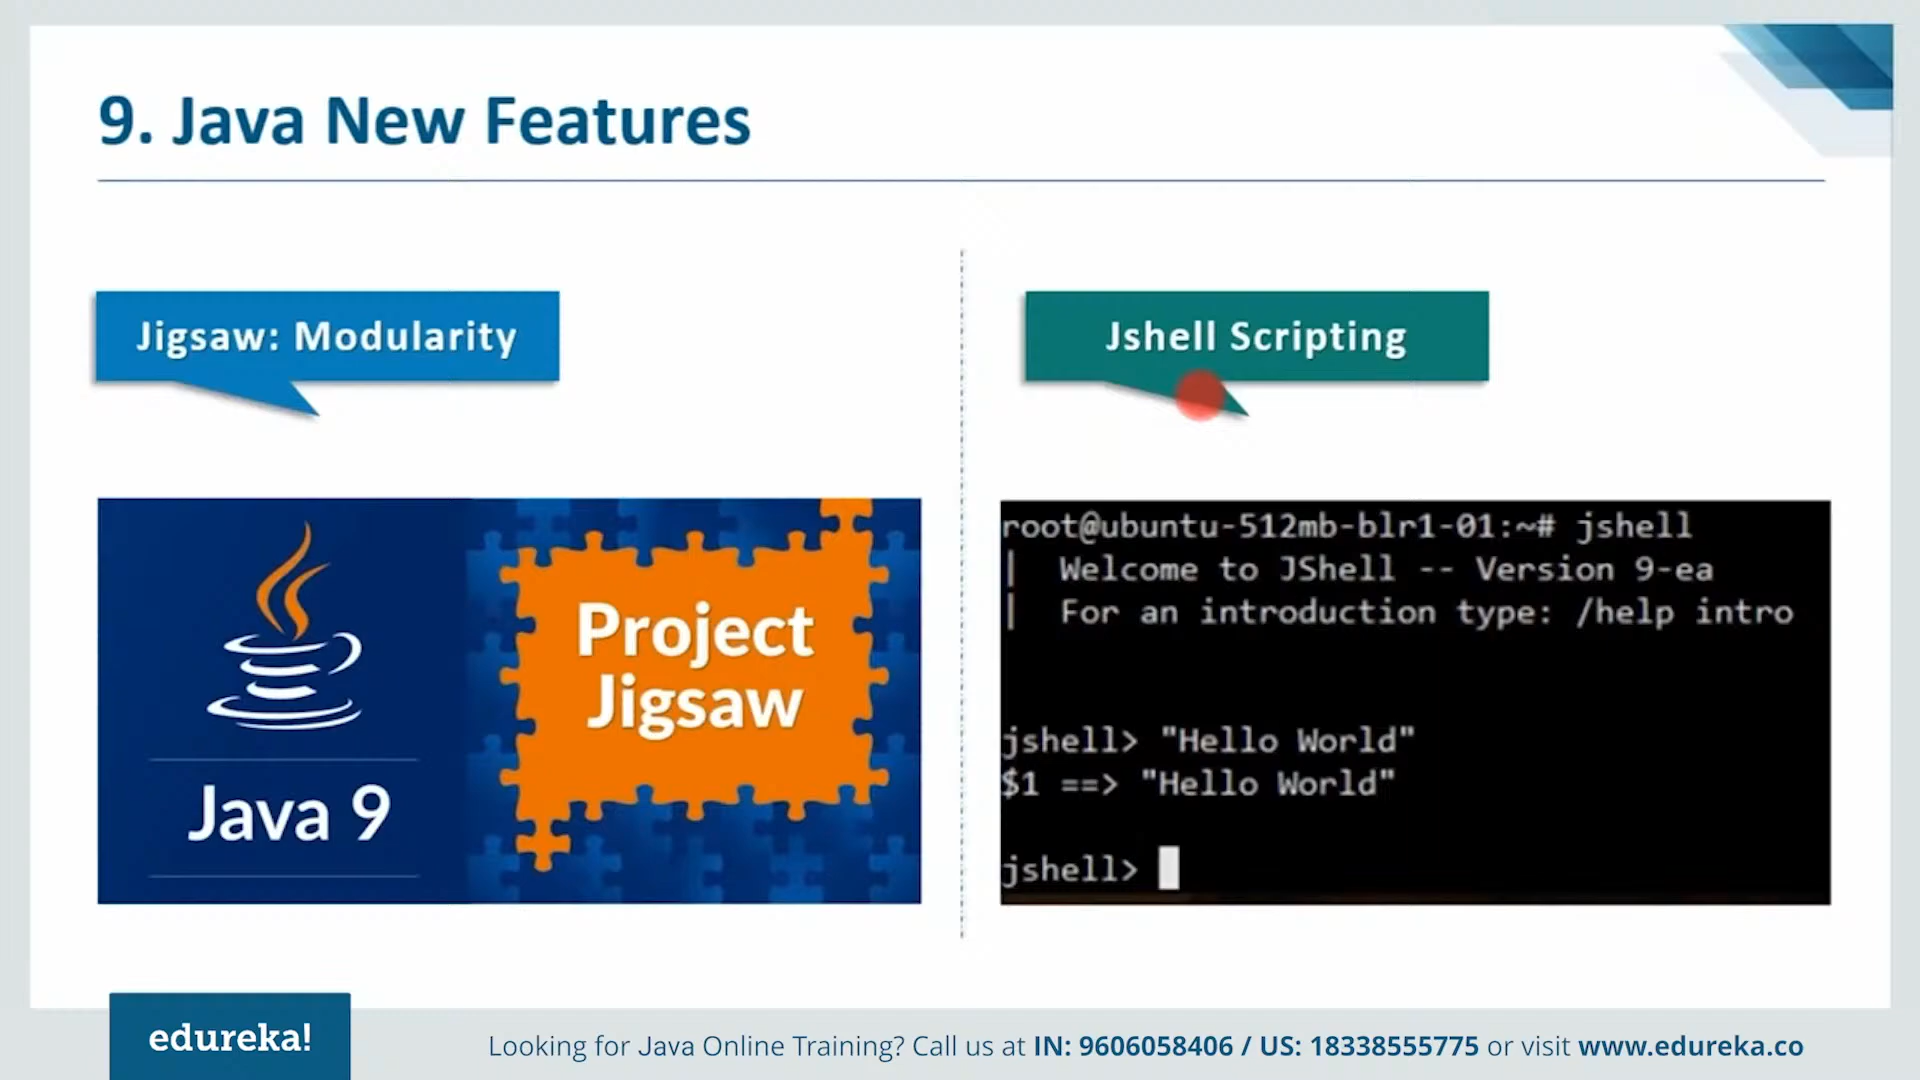 9. Java New Features
Jigsaw: Modularity
Java 9
Project
Jigsaw
Jshell Scripting
root@ubuntu-512mb-blr1-01:~# jshell
|  Welcome to JShell -- Version 9-ea
|  For an introduction type: /help intro
jshell> "Hello World"
$1 ==> "Hello World"
jshell>
edureka!
Looking for Java Online Training? Call us at IN: 9606058406 / US: 18338555775 or visit www.edureka.co